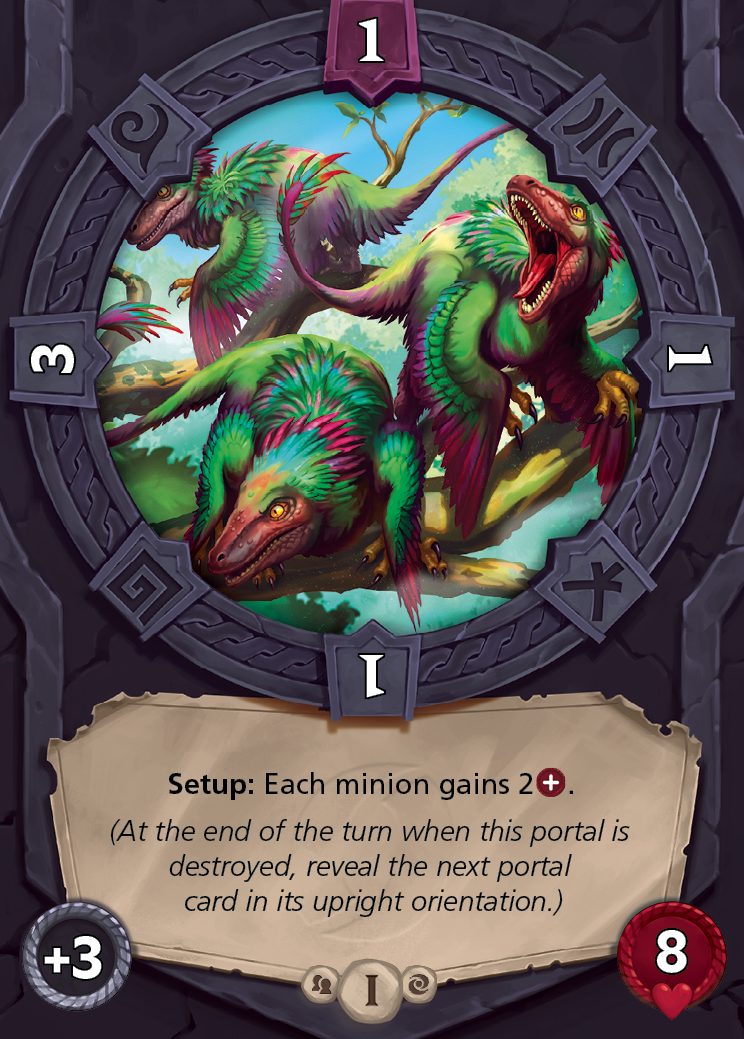 1
3
1
1
Setup: Each minion gains 2+.
(At the end of the turn when this portal is
destroyed, reveal the next portal
card in its upright orientation.)
+3
8
I